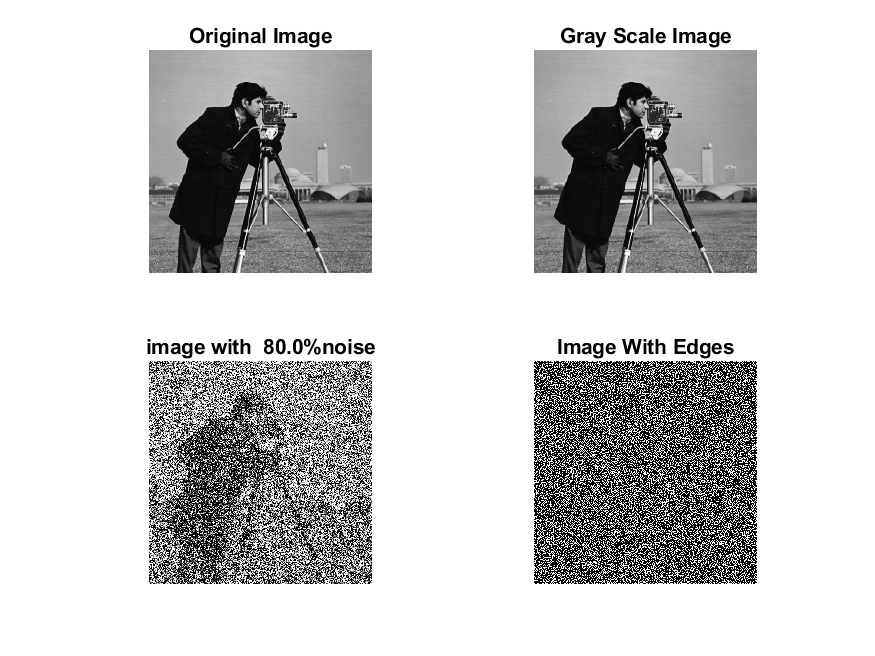 Original Image
Gray Scale Image
image with  80.0%noise
Image With Edges